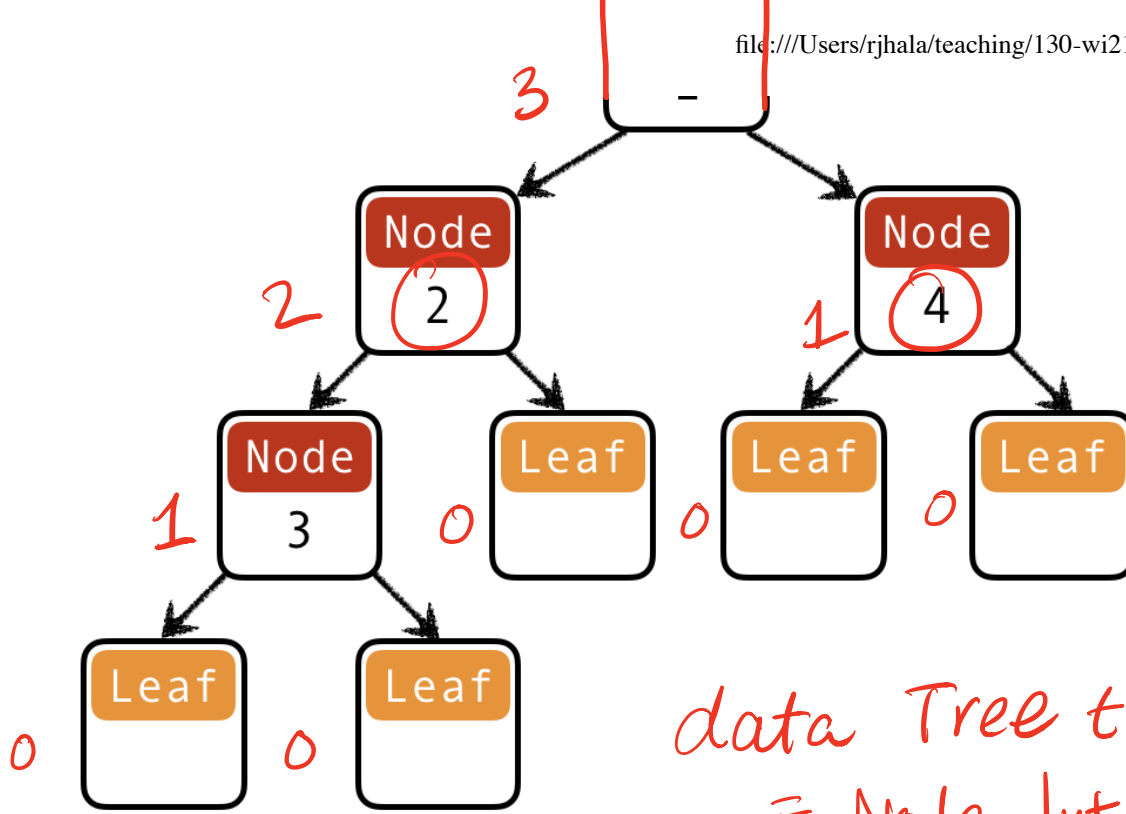 file:///Users/rjhala/teaching/130-wi21
3
-
Node Node
2 2 1 4
Node Leaf Leaf Leaf
1 3 0 0 0
Leaf Leaf
0 0
data Tree t
=